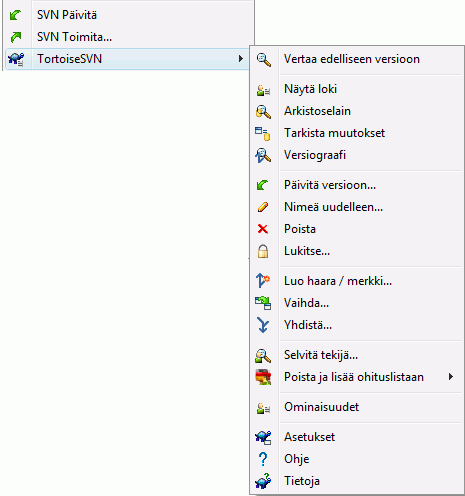 SVN Päivitä
SVN Toimita...
TortoiseSVN
Vertaa edelliseen versioon
Näytä loki
Arkistoselain
Tarkista muutokset
Versiograafi
Päivitä versioon...
Nimeä uudelleen...
Poista
Lukitse...
Luo haara / merkki...
Vaihda...
Yhdistä...
Selvitä tekijä...
Poista ja lisää ohituslistaan
Ominaisuudet
Asetukset
Ohje
Tietoja